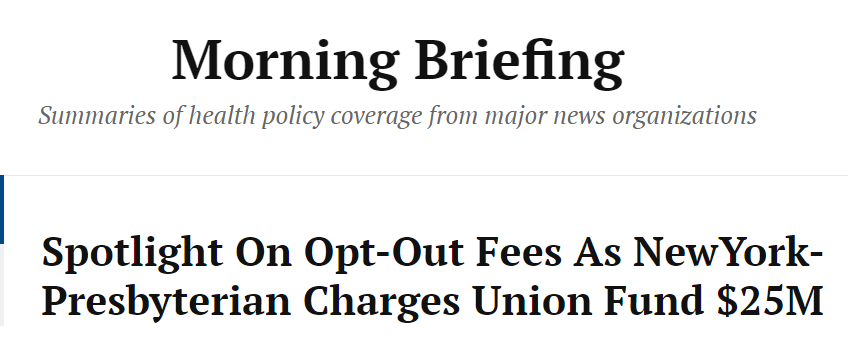 Morning Briefing
Summaries of health policy coverage from major news organizations
Spotlight On Opt-Out Fees As NewYork-
Presbyterian Charges Union Fund $25M